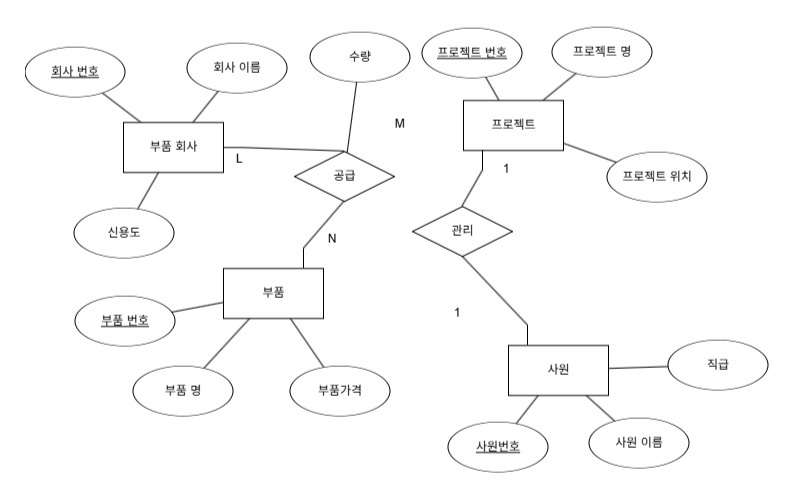 회사 번호
회사 이름
수량
프로젝트 번호
프로젝트 명
부품 회사
L
M
프로젝트
1
공급
프로젝트 위치
신용도
N
관리
부품
부품 번호
1
부품 명
부품가격
사원
직급
사원번호
사원 이름